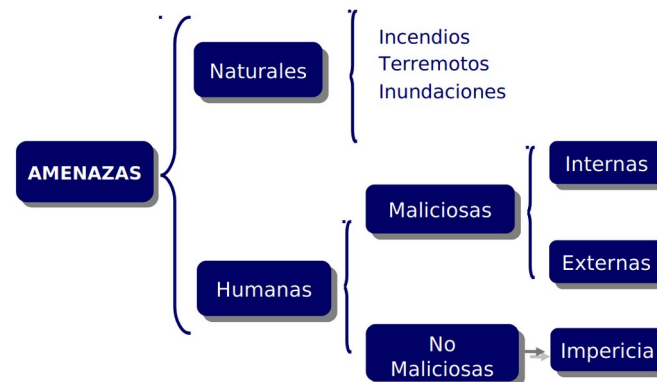 AMENAZAS
Naturales
Incendios
Terremotos
Inundaciones
Humanas
Maliciosas
Internas
Externas
No
Maliciosas
Impericia